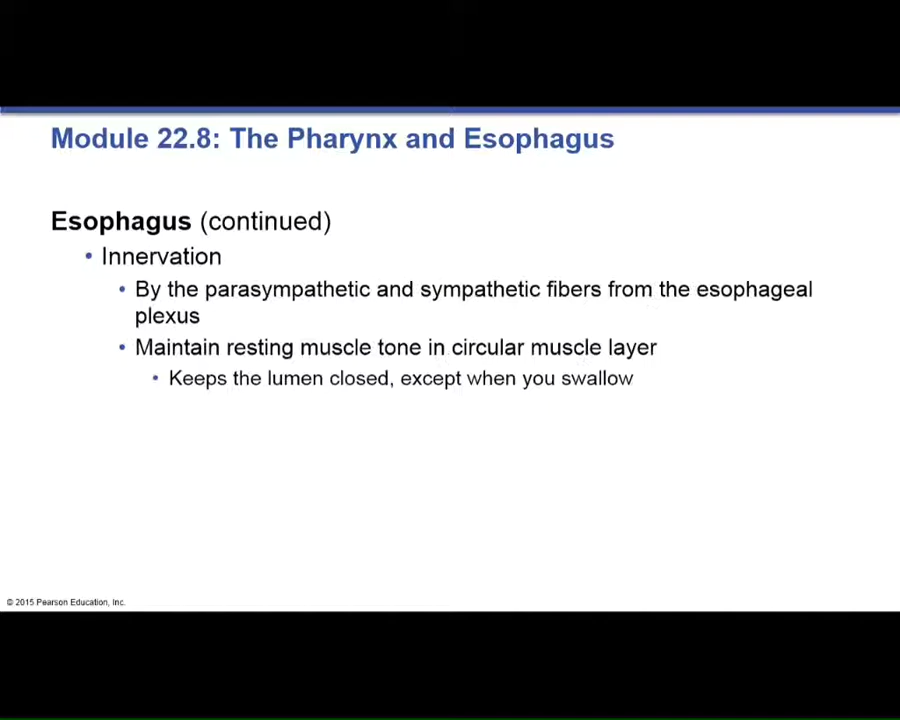 Module 22.8: The Pharynx and Esophagus
Esophagus (continued)
• Innervation
• By the parasympathetic and sympathetic fibers from the esophageal
plexus
• Maintain resting muscle tone in circular muscle layer
• Keeps the lumen closed, except when you swallow
© 2015 Pearson Education, Inc.